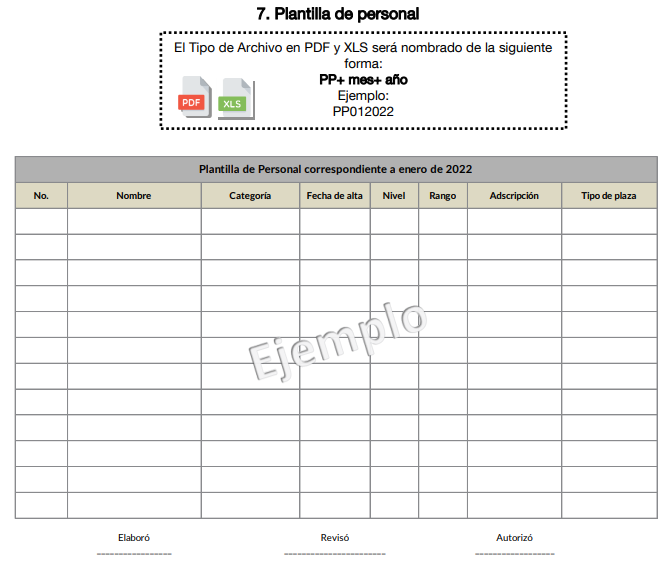 7. Plantilla de personal
El Tipo de Archivo en PDF y XLS será nombrado de la siguiente
forma:
PP+ mes+ año
Ejemplo:
PP012022
PDF XLS
Plantilla de Personal correspondiente a enero de 2022
No. Nombre Categoría Fecha de alta Nivel Rango Adscripción Tipo de plaza
Ejemplo
Elaboró Revisó Autorizó